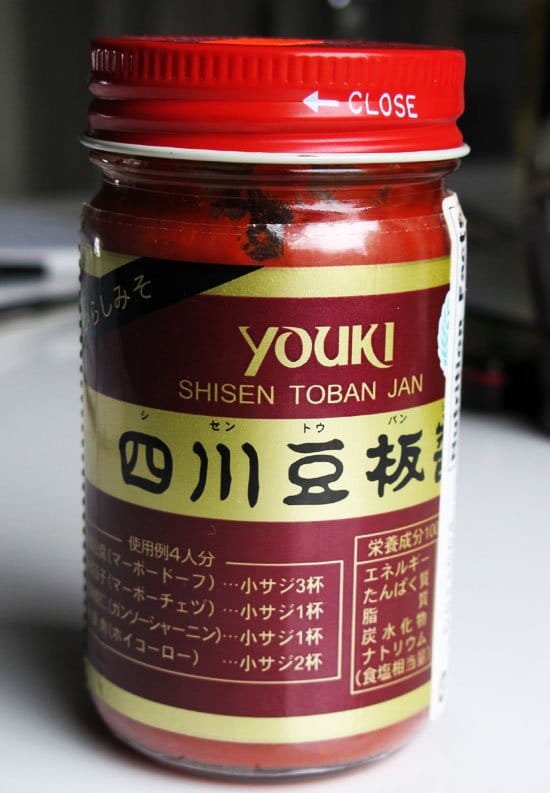 ← CLOSE
らしみそ
YOUKI
SHISEN TOBAN JAN
シ セン トウ バン
四川豆板
使用例4人分
(マーボードーフ)…小サジ3杯
子(マーボーチェツ)…小サジ1杯
仁(ガンソーシャーニン)…小サジ1杯
肉(ホイコーロー) …小サジ2杯
栄養成分100
エネルギー
たんぱく質
脂 質
炭水化物
ナトリウム
(食塩相当量)